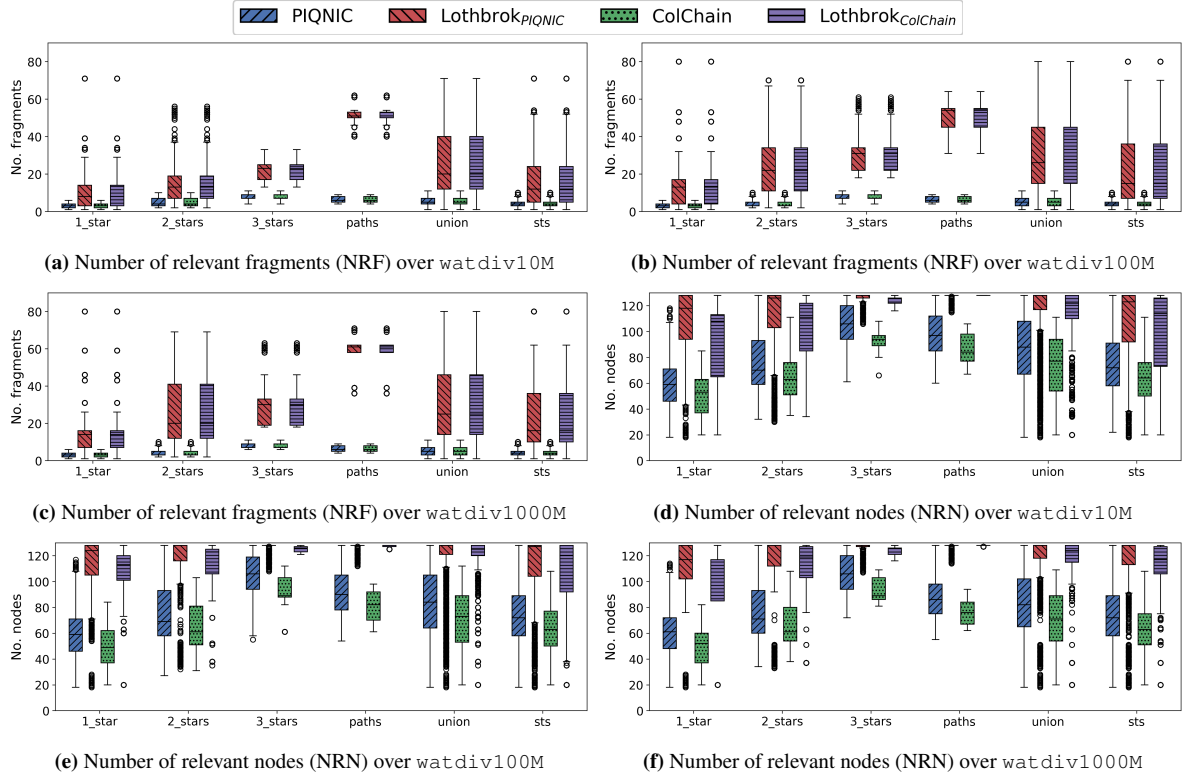 PIQNIC Lothbrok_PIQNIC ColChain Lothbrok_ColChain
No. fragments
80
60
40
20
0
1_star 2_stars 3_stars paths union sts
(a) Number of relevant fragments (NRF) over watdiv10M
No. fragments
80
60
40
20
0
1_star 2_stars 3_stars paths union sts
(b) Number of relevant fragments (NRF) over watdiv100M
No. fragments
80
60
40
20
0
1_star 2_stars 3_stars paths union sts
(c) Number of relevant fragments (NRF) over watdiv1000M
No. nodes
120
100
80
60
40
20
0
1_star 2_stars 3_stars paths union sts
(d) Number of relevant nodes (NRN) over watdiv10M
No. nodes
120
100
80
60
40
20
0
1_star 2_stars 3_stars paths union sts
(e) Number of relevant nodes (NRN) over watdiv100M
No. nodes
120
100
80
60
40
20
0
1_star 2_stars 3_stars paths union sts
(f) Number of relevant nodes (NRN) over watdiv1000M